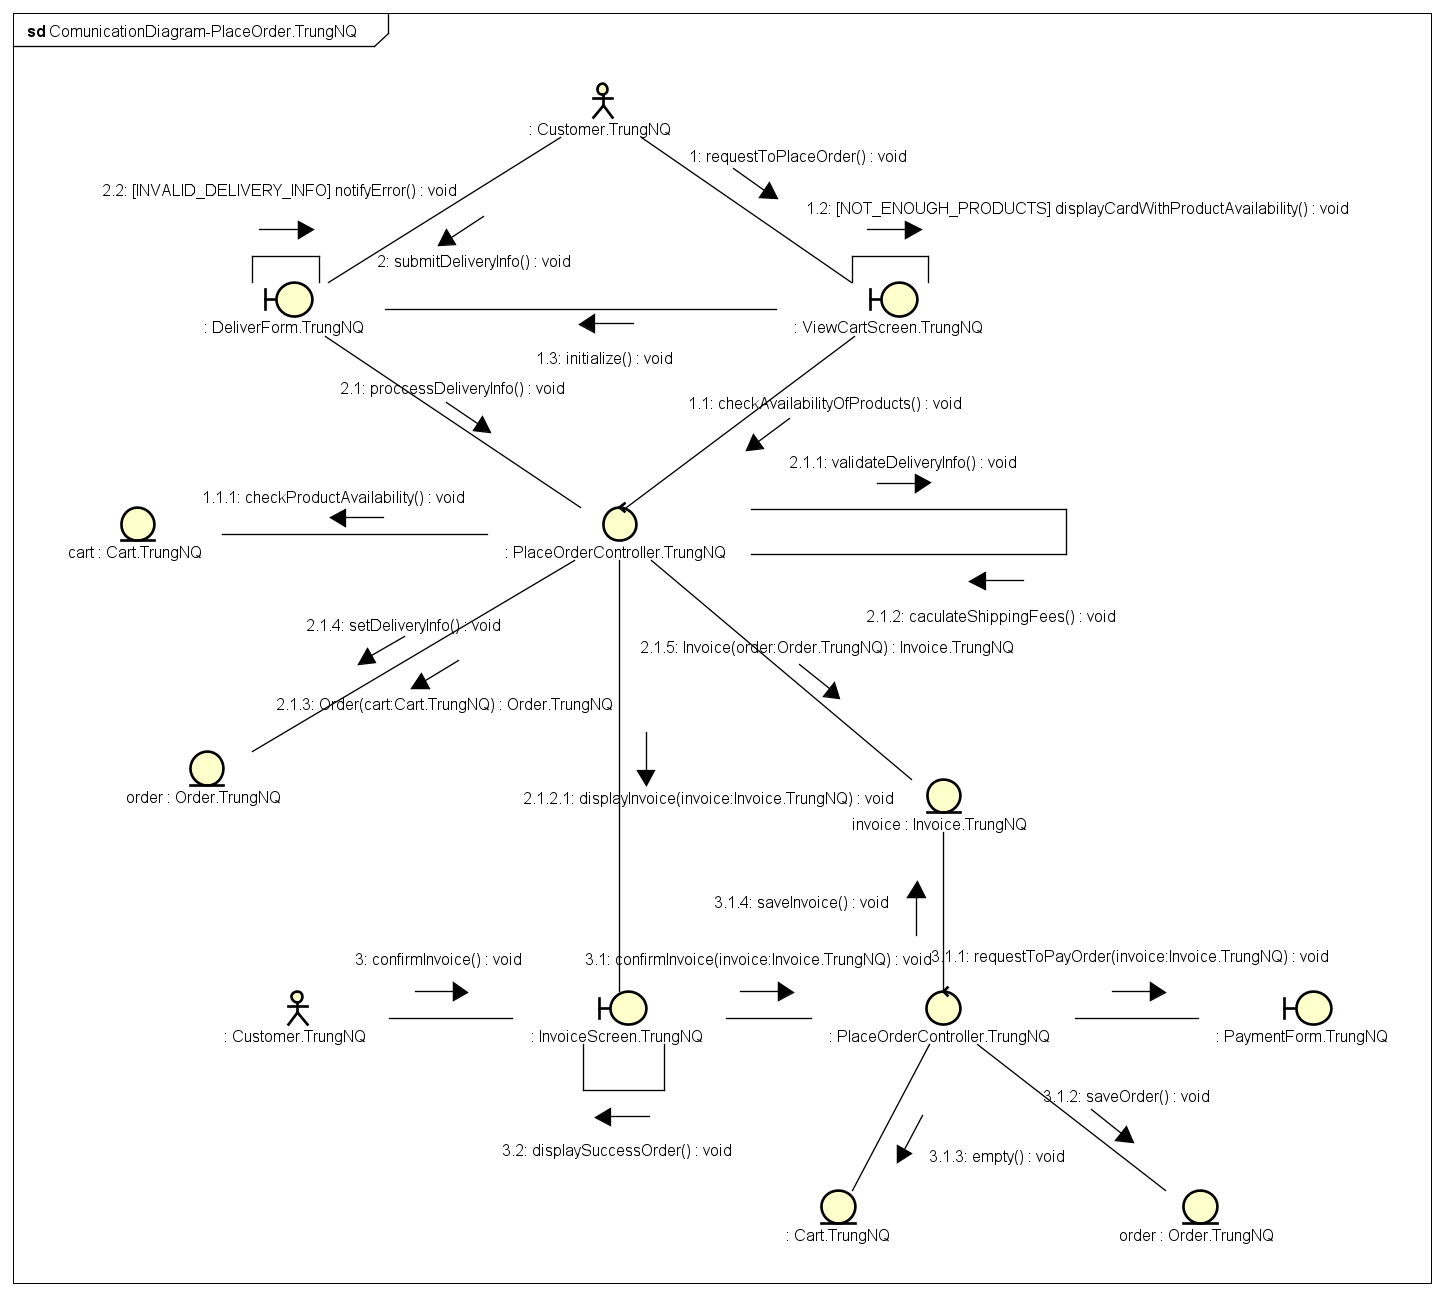 sd ComunicationDiagram-PlaceOrder.TrungNQ
: Customer.TrungNQ
1: requestToPlaceOrder() : void
2.2: [INVALID_DELIVERY_INFO] notifyError() : void
1.2: [NOT_ENOUGH_PRODUCTS] displayCardWithProductAvailability() : void
2: submitDeliveryInfo() : void
: DeliverForm.TrungNQ
: ViewCartScreen.TrungNQ
1.3: initialize() : void
2.1: proccessDeliveryInfo() : void
1.1: checkAvailabilityOfProducts() : void
2.1.1: validateDeliveryInfo() : void
1.1.1: checkProductAvailability() : void
cart : Cart.TrungNQ
: PlaceOrderController.TrungNQ
2.1.2: caculateShippingFees() : void
2.1.4: setDeliveryInfo() : void
2.1.5: Invoice(order:Order.TrungNQ) : Invoice.TrungNQ
2.1.3: Order(cart:Cart.TrungNQ) : Order.TrungNQ
order : Order.TrungNQ
2.1.2.1: displayInvoice(invoice:Invoice.TrungNQ) : void
invoice : Invoice.TrungNQ
3.1.4: saveInvoice() : void
3: confirmInvoice() : void
3.1: confirmInvoice(invoice:Invoice.TrungNQ) : void
3.1.1: requestToPayOrder(invoice:Invoice.TrungNQ) : void
: Customer.TrungNQ
: InvoiceScreen.TrungNQ
: PlaceOrderController.TrungNQ
: PaymentForm.TrungNQ
3.1.2: saveOrder() : void
3.2: displaySuccessOrder() : void
3.1.3: empty() : void
: Cart.TrungNQ
order : Order.TrungNQ